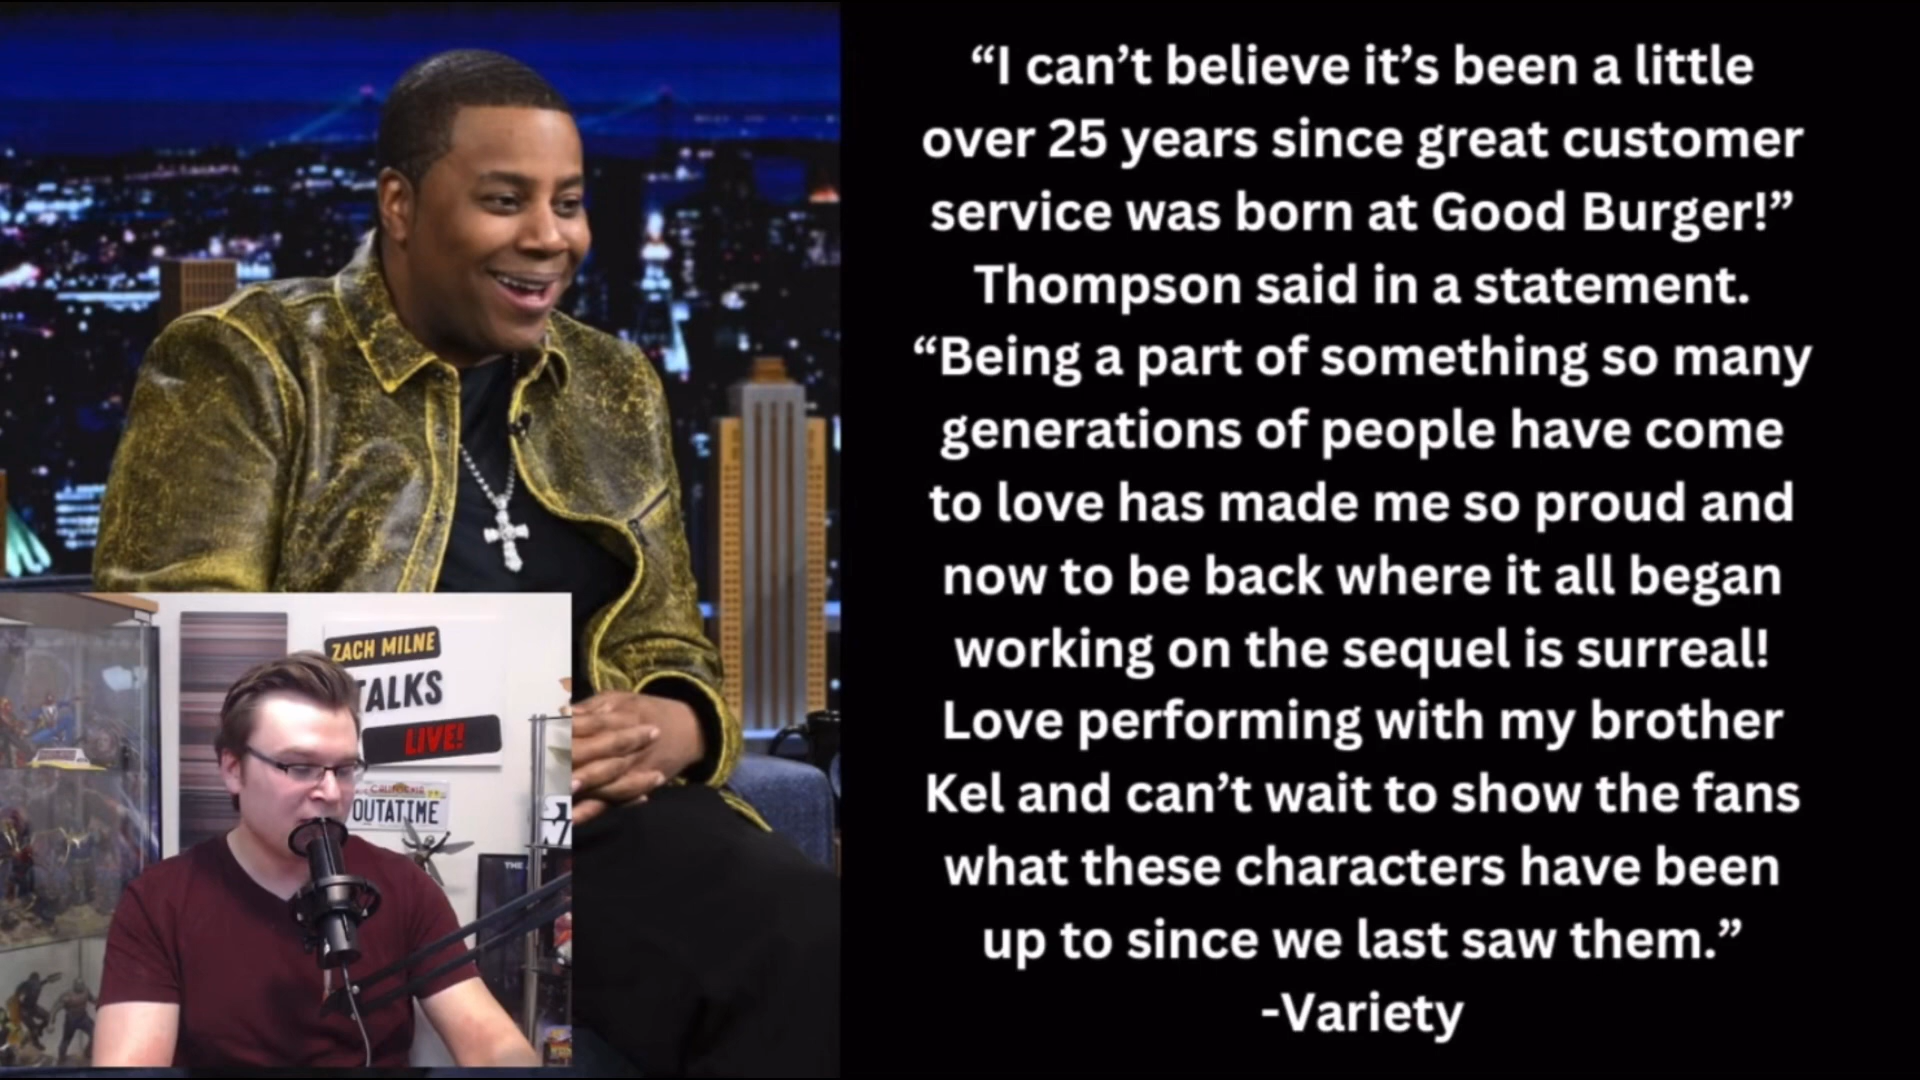 “I can’t believe it’s been a little
over 25 years since great customer
service was born at Good Burger!”
Thompson said in a statement.
“Being a part of something so many
generations of people have come
to love has made me so proud and
now to be back where it all began
working on the sequel is surreal!
Love performing with my brother
Kel and can’t wait to show the fans
what these characters have been
up to since we last saw them.”
-Variety
ZACH MILNE
TALKS
LIVE!
CALIFORNIA
OUTATIME
THE